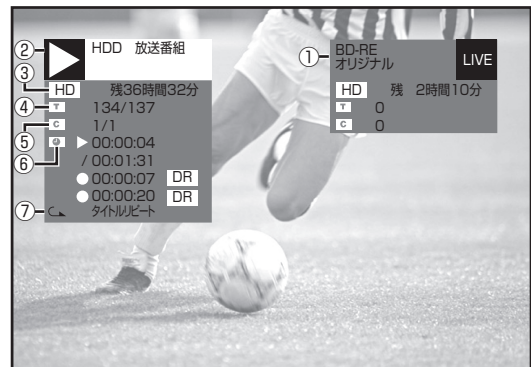 ② HDD 放送番組
③ HD 残36時間32分
④ T 134/137
⑤ C 1/1
⑥ ▶ 00:00:04
/ 00:01:31
● 00:00:07 DR
● 00:00:20 DR
⑦ タイトルリピート
① BD-RE
オリジナル
LIVE
HD 残 2時間10分
T 0
C 0